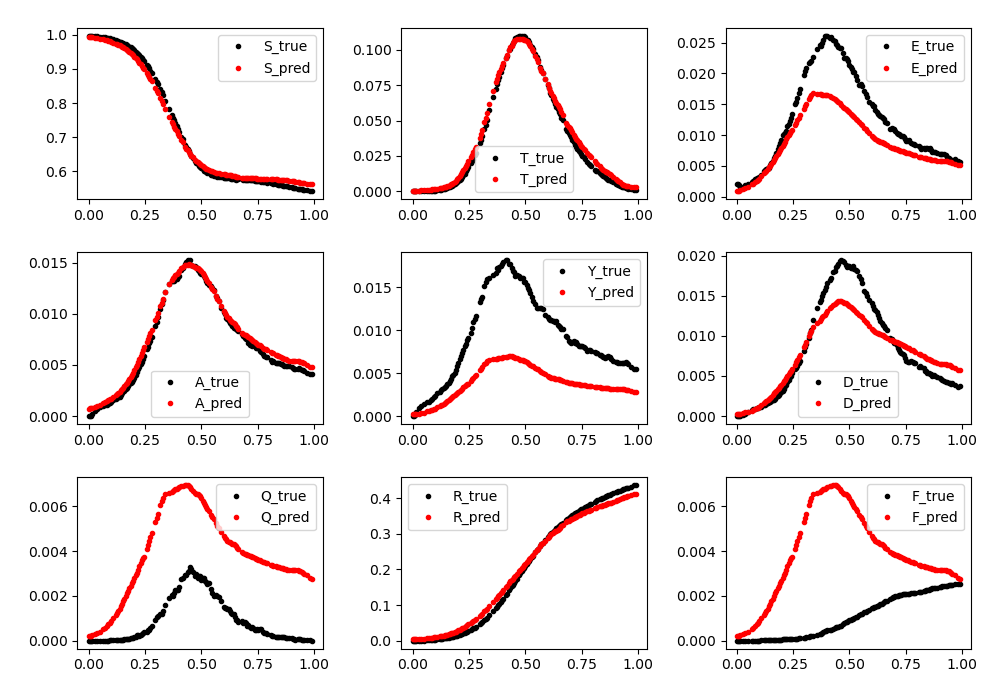 1.0
0.9
0.8
0.7
0.6
0.00 0.25 0.50 0.75 1.00
S_true
S_pred
0.100
0.075
0.050
0.025
0.000
0.00 0.25 0.50 0.75 1.00
T_true
T_pred
0.025
0.020
0.015
0.010
0.005
0.000
0.00 0.25 0.50 0.75 1.00
E_true
E_pred
0.015
0.010
0.005
0.000
0.00 0.25 0.50 0.75 1.00
A_true
A_pred
0.015
0.010
0.005
0.000
0.00 0.25 0.50 0.75 1.00
Y_true
Y_pred
0.020
0.015
0.010
0.005
0.000
0.00 0.25 0.50 0.75 1.00
D_true
D_pred
0.006
0.004
0.002
0.000
0.00 0.25 0.50 0.75 1.00
Q_true
Q_pred
0.4
0.3
0.2
0.1
0.0
0.00 0.25 0.50 0.75 1.00
R_true
R_pred
0.006
0.004
0.002
0.000
0.00 0.25 0.50 0.75 1.00
F_true
F_pred